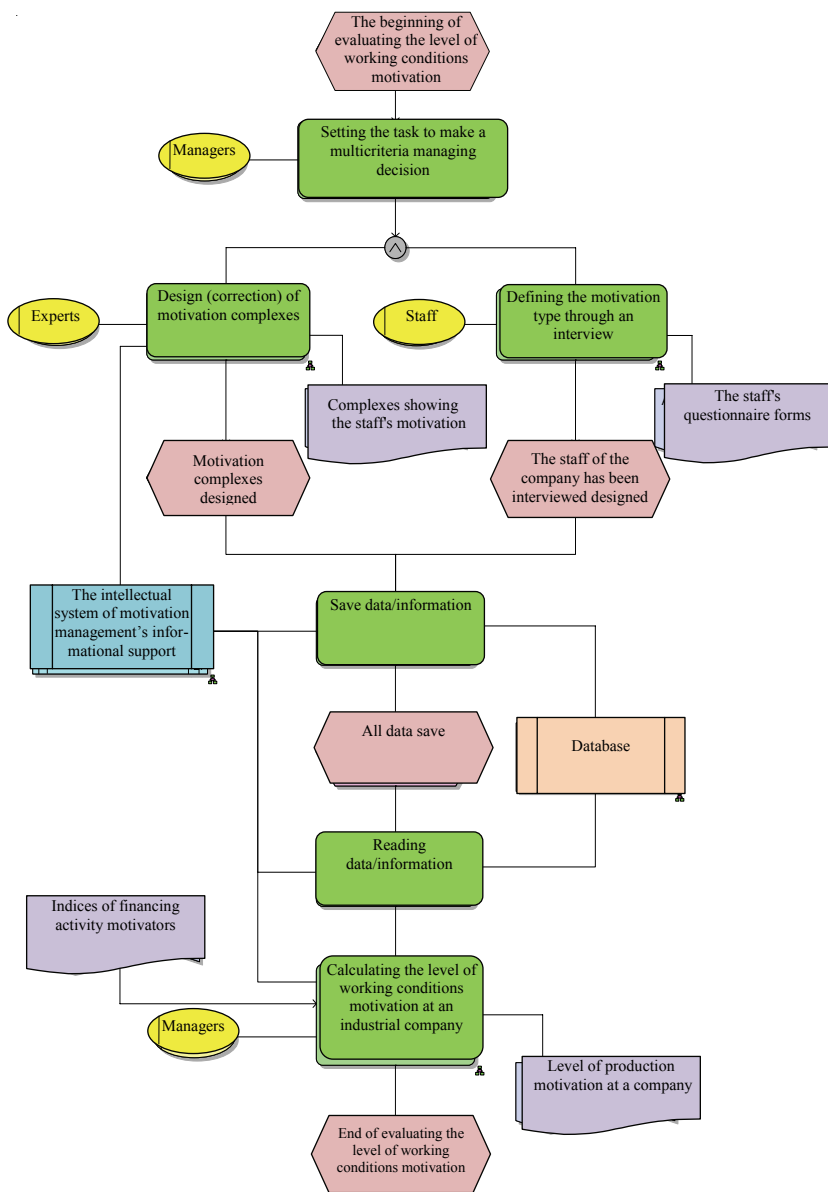 The beginning of
evaluating the level of
working conditions
motivation
Setting the task to make a
multicriteria managing
decision
Managers
Design (correction) of
motivation complexes
Experts
Defining the motivation
type through an
interview
Staff
Complexes showing
the staff's motivation
The staff's
questionnaire forms
Motivation
complexes
designed
The staff of the
company has been
interviewed designed
The intellectual
system of motivation
management's infor-
mational support
Save data/information
All data save
Database
Reading
data/information
Indices of financing
activity motivators
Calculating the level of
working conditions
motivation at an
industrial company
Managers
Level of production
motivation at a
company
End of evaluating the
level of working
conditions motivation